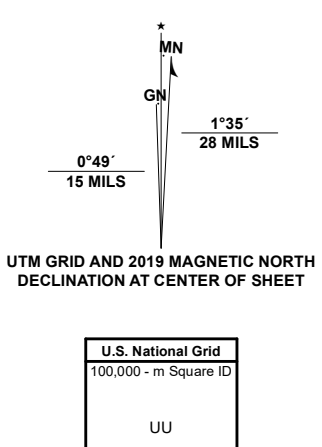 MN
GN
1°35´
28 MILS
0°49´
15 MILS
UTM GRID AND 2019 MAGNETIC NORTH
DECLINATION AT CENTER OF SHEET
U.S. National Grid
100,000 - m Square ID
UU